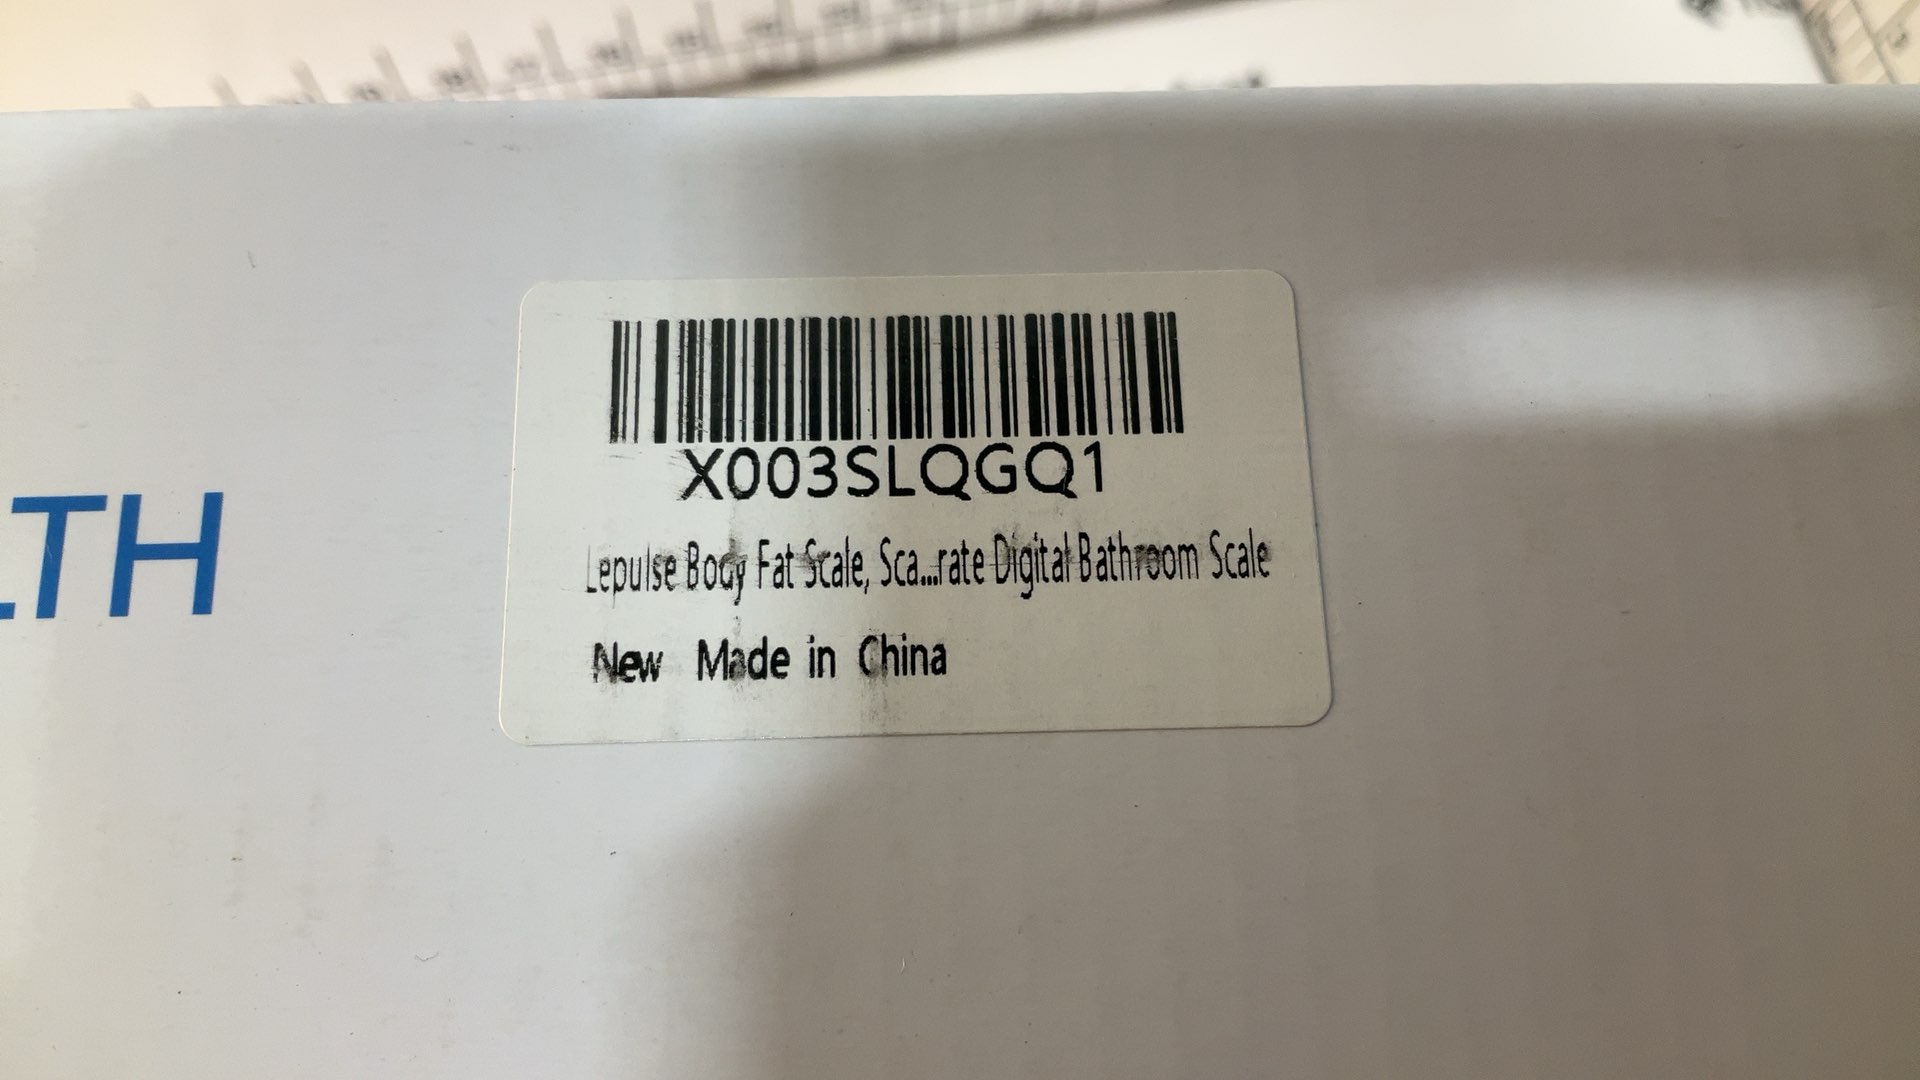 X003SLQGQ1
LTH
Lepulse Body Fat Scale, Sca...rate Digital Bathroom Scale
New Made in China